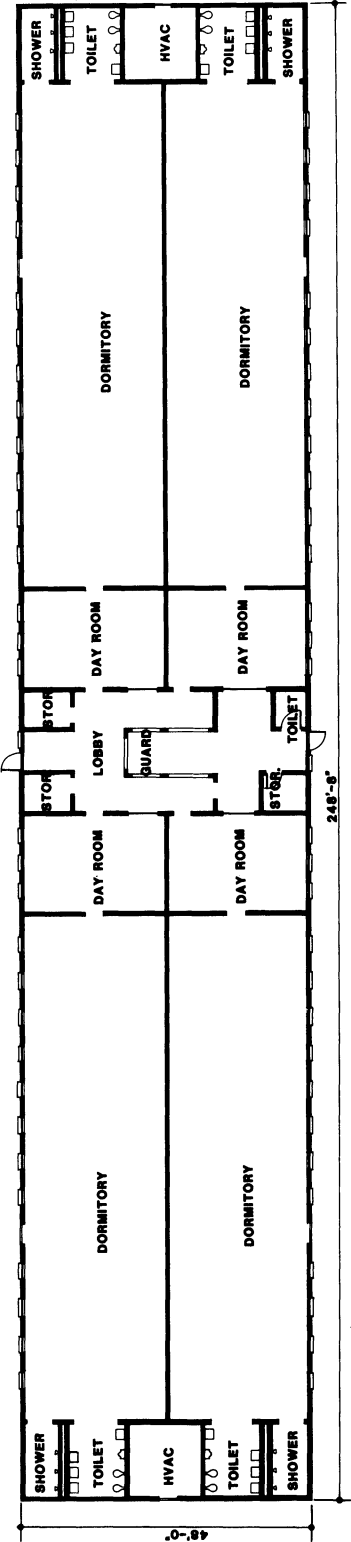 SHOWER
TOILET
HVAC
TOILET
SHOWER
DORMITORY
DORMITORY
DAY ROOM
DAY ROOM
STOR
LOBBY
GUARD
TOILET
STOR
STOR.
248'-8"
DAY ROOM
DAY ROOM
DORMITORY
DORMITORY
SHOWER
TOILET
HVAC
TOILET
SHOWER
48'-0"